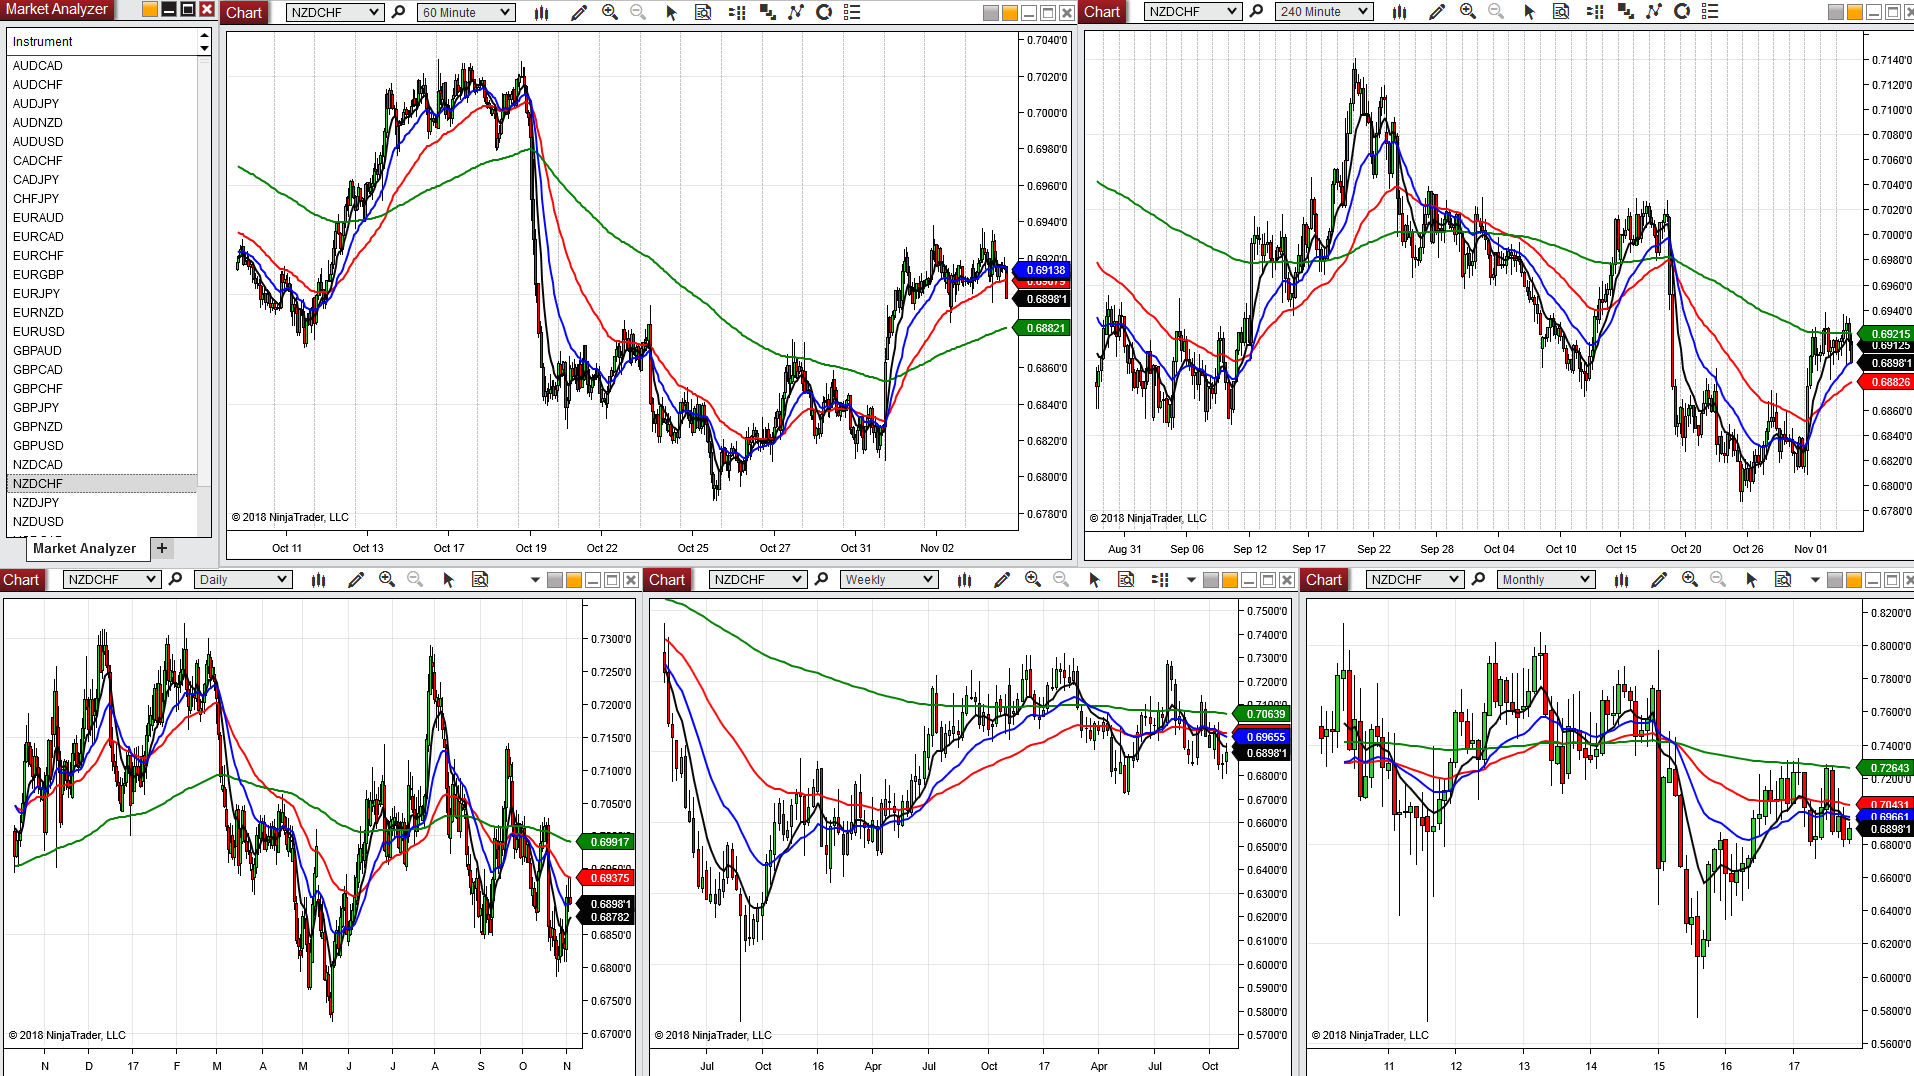 Market Analyzer
Instrument
AUDCAD
AUDCHF
AUDJPY
AUDNZD
AUDUSD
CADCHF
CADJPY
CHFJPY
EURAUD
EURCAD
EURCHF
EURGBP
EURJPY
EURNZD
EURUSD
GBPAUD
GBPCAD
GBPCHF
GBPJPY
GBPNZD
GBPUSD
NZDCAD
NZDCHF
NZDJPY
NZDUSD
Market Analyzer +
Chart NZDCHF 60 Minute
0.7040'0
0.7020'0
0.7000'0
0.6980'0
0.6960'0
0.6940'0
0.6920'0
0.69138
0.6898'1
0.68821
0.6860'0
0.6840'0
0.6820'0
0.6800'0
0.6780'0
© 2018 NinjaTrader, LLC
Oct 11 Oct 13 Oct 17 Oct 19 Oct 22 Oct 25 Oct 27 Oct 31 Nov 02
Chart NZDCHF 240 Minute
0.7140'0
0.7120'0
0.7100'0
0.7080'0
0.7060'0
0.7040'0
0.7020'0
0.7000'0
0.6980'0
0.6960'0
0.6940'0
0.69215
0.69125
0.6898'1
0.68826
0.6860'0
0.6840'0
0.6820'0
0.6800'0
0.6780'0
© 2018 NinjaTrader, LLC
Aug 31 Sep 06 Sep 12 Sep 17 Sep 22 Sep 28 Oct 04 Oct 10 Oct 15 Oct 20 Oct 26 Nov 01
Chart NZDCHF Daily
0.7300'0
0.7250'0
0.7200'0
0.7150'0
0.7100'0
0.7050'0
0.69917
0.69375
0.6898'1
0.68782
0.6850'0
0.6800'0
0.6750'0
0.6700'0
© 2018 NinjaTrader, LLC
N D 17 F M A M J J A S O N
Chart NZDCHF Weekly
0.7500'0
0.7400'0
0.7300'0
0.7200'0
0.70639
0.69655
0.6898'1
0.6800'0
0.6700'0
0.6600'0
0.6500'0
0.6400'0
0.6300'0
0.6200'0
0.6100'0
0.6000'0
0.5900'0
0.5800'0
0.5700'0
© 2018 NinjaTrader, LLC
Jul Oct 16 Apr Jul Oct 17 Apr Jul Oct
Chart NZDCHF Monthly
0.8200'0
0.8000'0
0.7800'0
0.7600'0
0.7400'0
0.72643
0.7200'0
0.70431
0.69661
0.6898'1
0.6800'0
0.6600'0
0.6400'0
0.6200'0
0.6000'0
0.5800'0
0.5600'0
© 2018 NinjaTrader, LLC
11 12 13 14 15 16 17